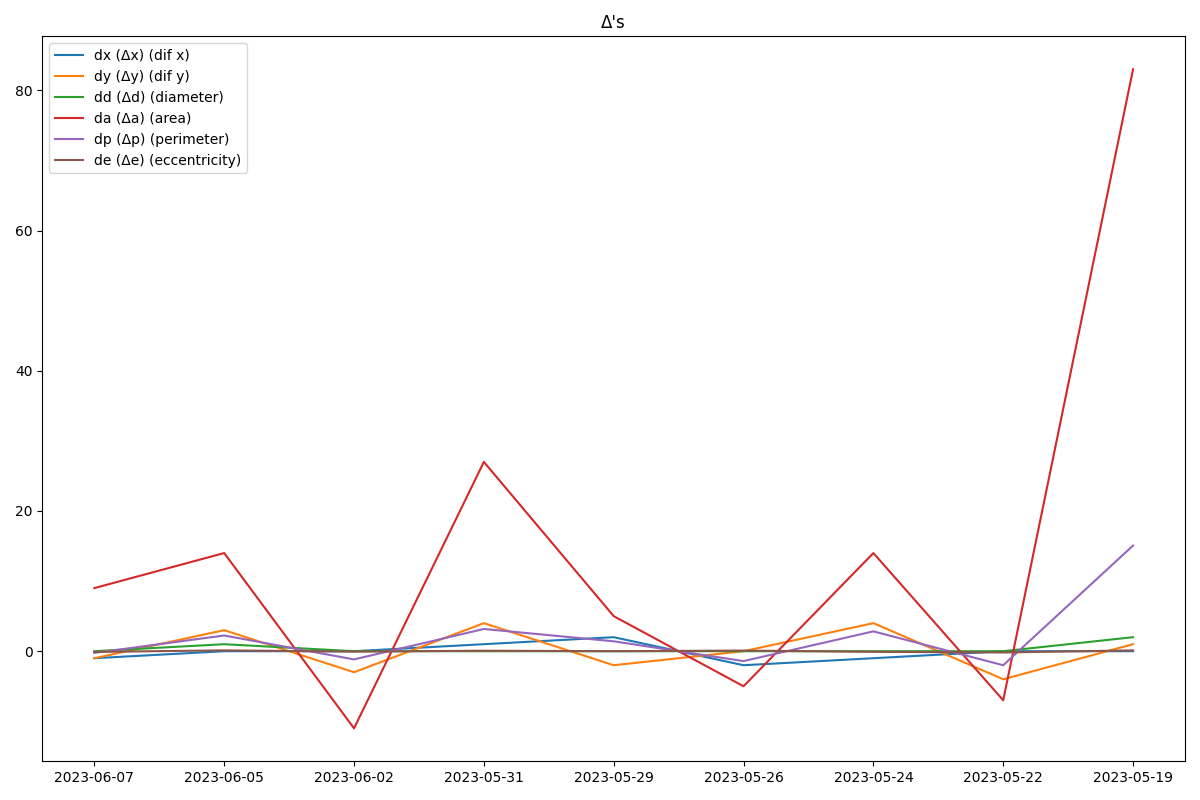 Δ's
dx (Δx) (dif x)
dy (Δy) (dif y)
dd (Δd) (diameter)
da (Δa) (area)
dp (Δp) (perimeter)
de (Δe) (eccentricity)
80
60
40
20
0
2023-06-07 2023-06-05 2023-06-02 2023-05-31 2023-05-29 2023-05-26 2023-05-24 2023-05-22 2023-05-19